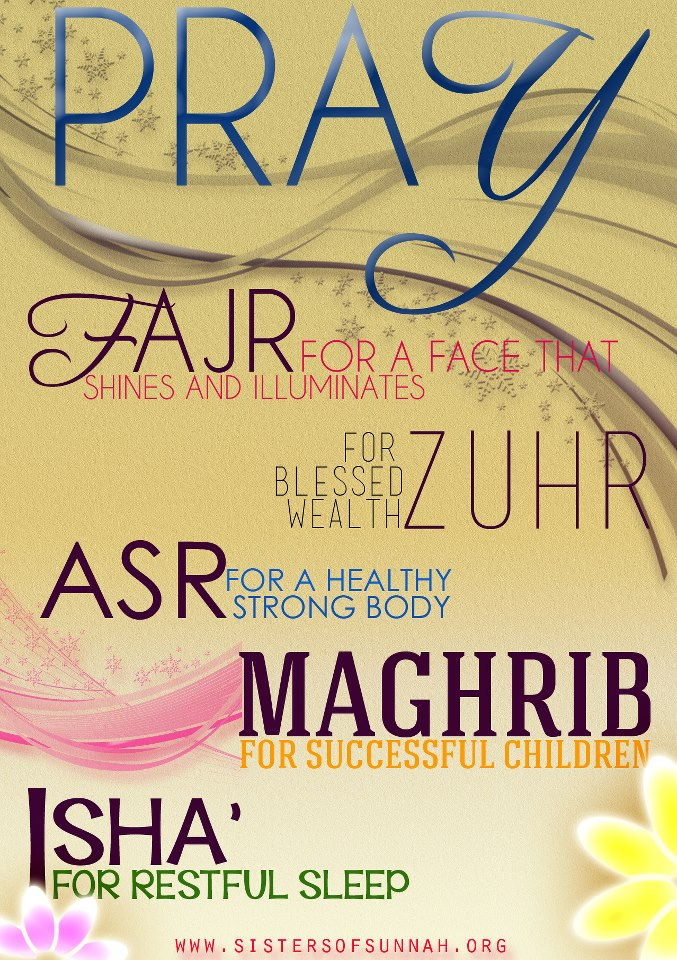 PRAY
FAJR FOR A FACE THAT
SHINES AND ILLUMINATES
FOR
BLESSED
WEALTH ZUHR
ASR FOR A HEALTHY
STRONG BODY
MAGHRIB
FOR SUCCESSFUL CHILDREN
ISHA'
FOR RESTFUL SLEEP
WWW.SISTERSOFSUNNAH.ORG